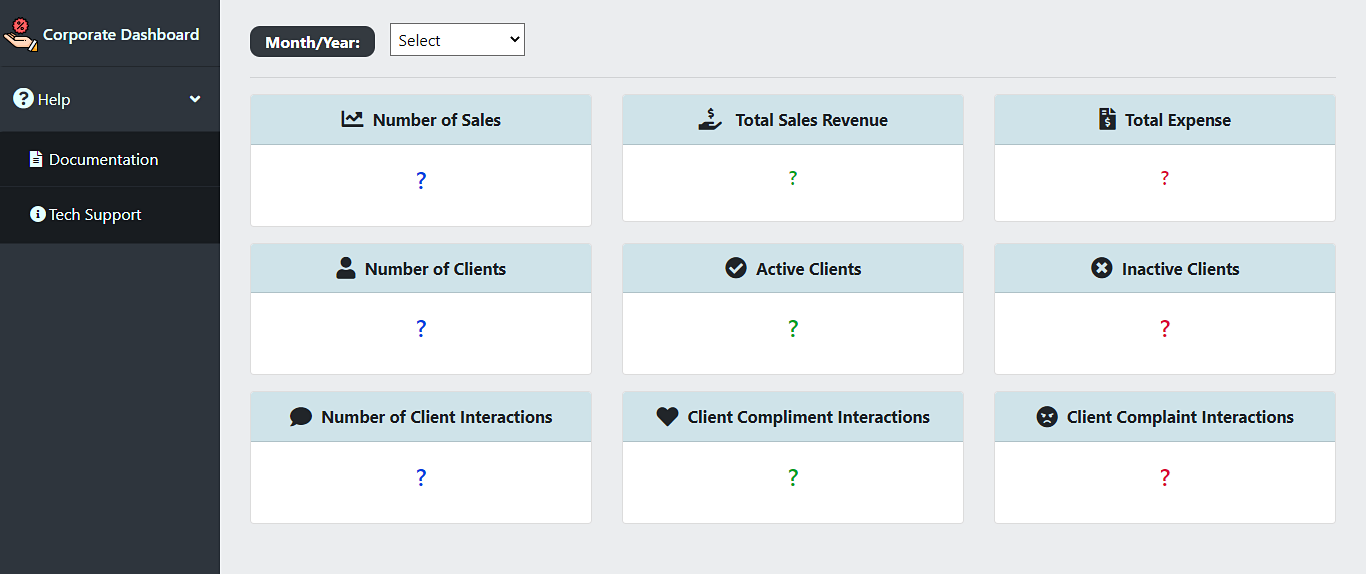 Corporate Dashboard
Month/Year:
Select
Help
Documentation
Tech Support
Number of Sales
Total Sales Revenue
Total Expense
?
?
?
Number of Clients
Active Clients
Inactive Clients
?
?
?
Number of Client Interactions
Client Compliment Interactions
Client Complaint Interactions
?
?
?